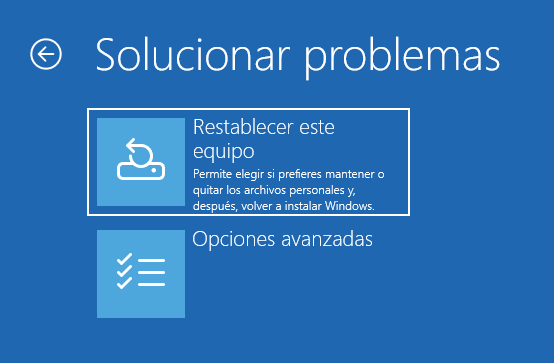 Solucionar problemas
Restablecer este
equipo
Permite elegir si prefieres mantener o
quitar los archivos personales y,
después, volver a instalar Windows.
Opciones avanzadas